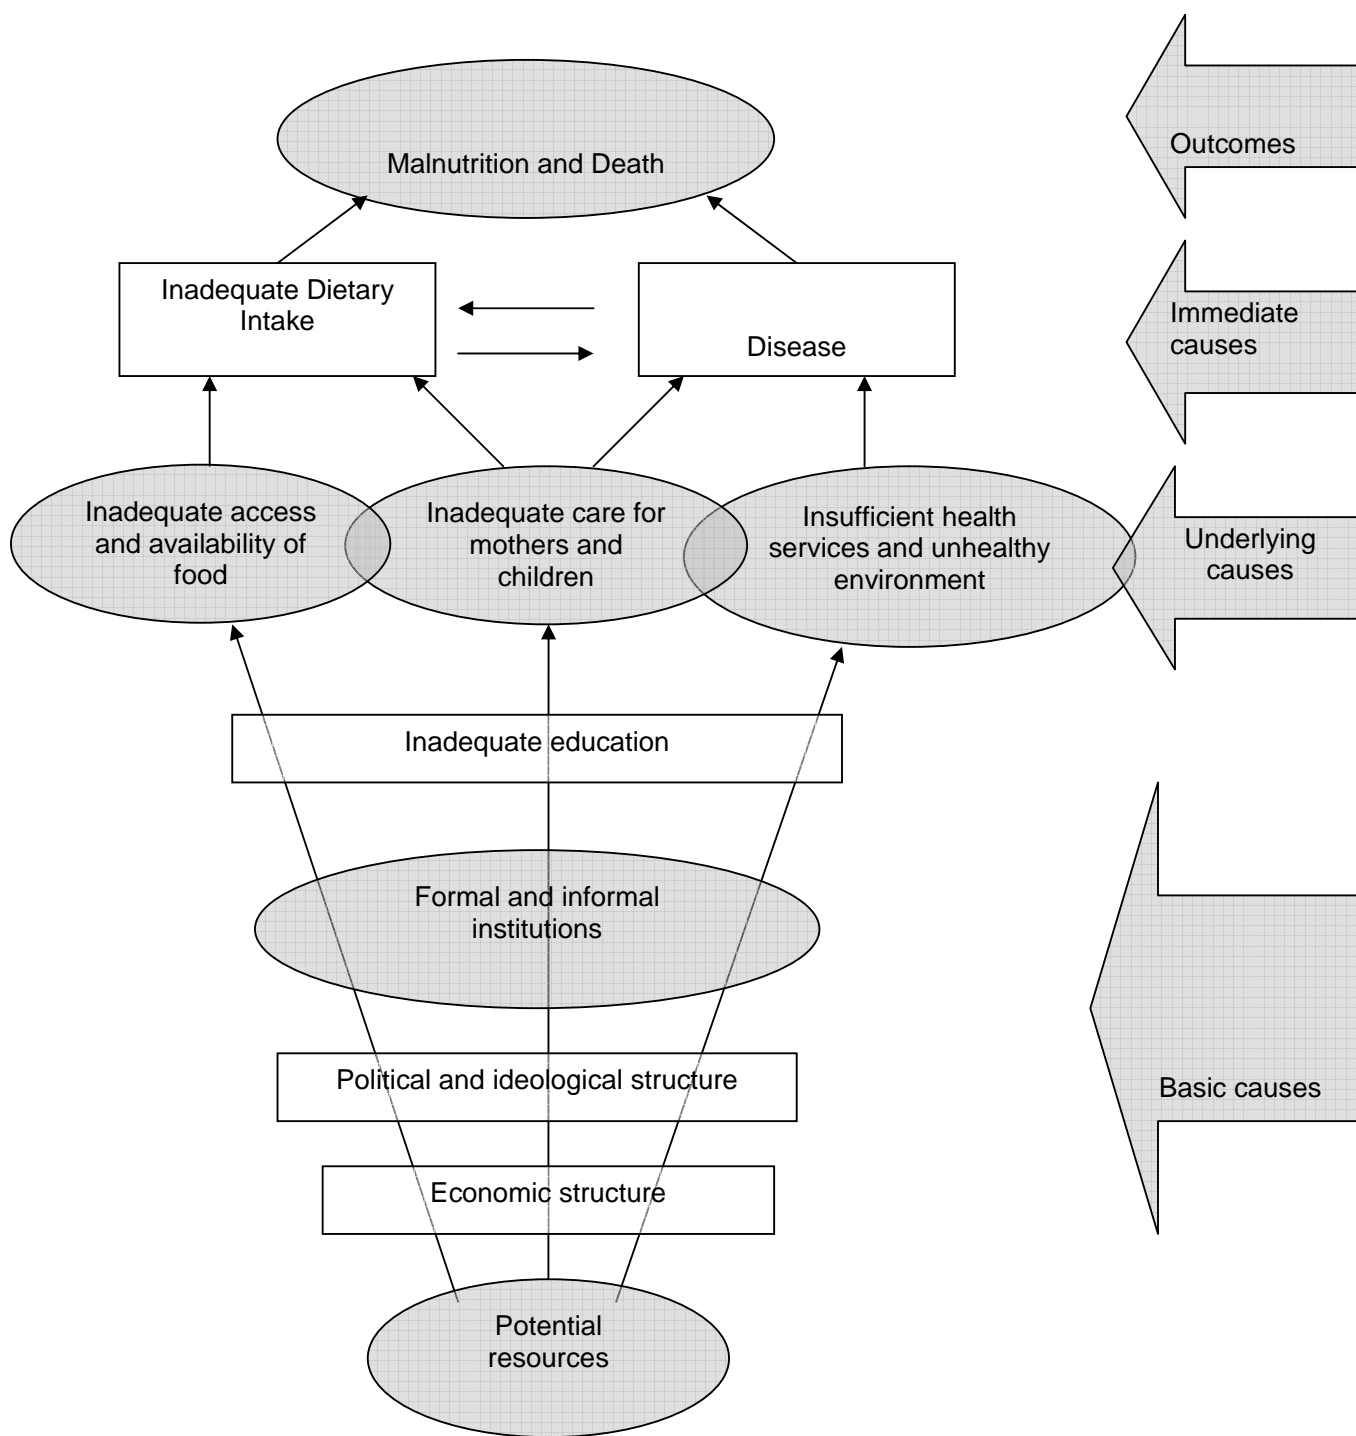 Malnutrition and Death
Outcomes
Inadequate Dietary
Intake
Disease
Immediate
causes
Inadequate access
and availability of
food
Inadequate care for
mothers and
children
Insufficient health
services and unhealthy
environment
Underlying
causes
Inadequate education
Formal and informal
institutions
Political and ideological structure
Basic causes
Economic structure
Potential
resources